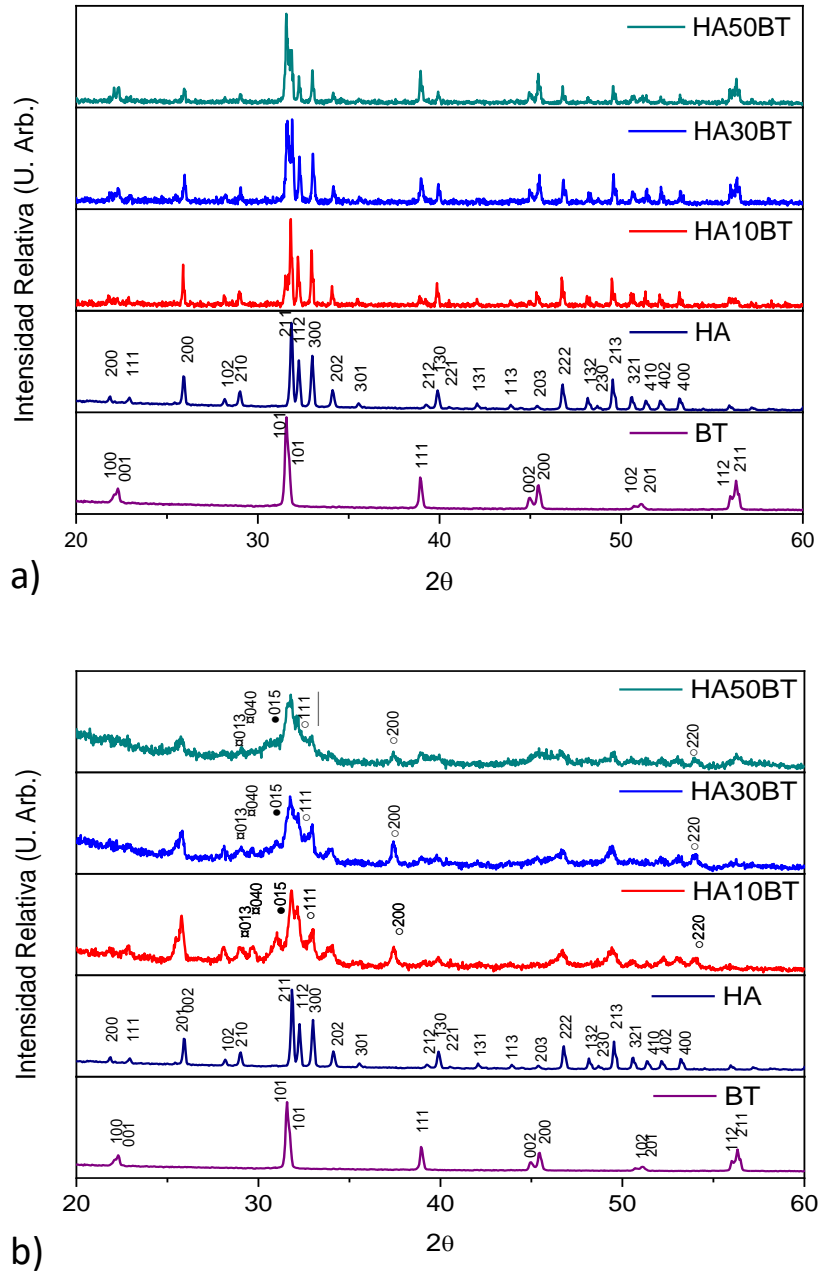 HA50BT
HA30BT
HA10BT
HA
BT
200 111 200 102 210 211 112 300 202 301 212 130 221 131 113 203 222 132 230 213 321 410 402 400
100 001 101 101 111 002 200 102 201 112 211
Intensidad Relativa (U. Arb.)
20 30 40 50 60
2θ
a)
HA50BT
¤013 ¤040 ●015 ○111 ○200 ○220
HA30BT
¤013 ¤040 ●015 ○111 ○200 ○220
HA10BT
¤013 ¤040 ●015 ○111 ○200 ○220
HA
200 111 201 002 102 210 211 112 300 202 301 212 130 221 131 113 203 222 132 230 213 321 410 402 400
BT
100 001 101 101 111 002 200 102 201 112 211
Intensidad Relativa (U. Arb.)
20 30 40 50 60
2θ
b)